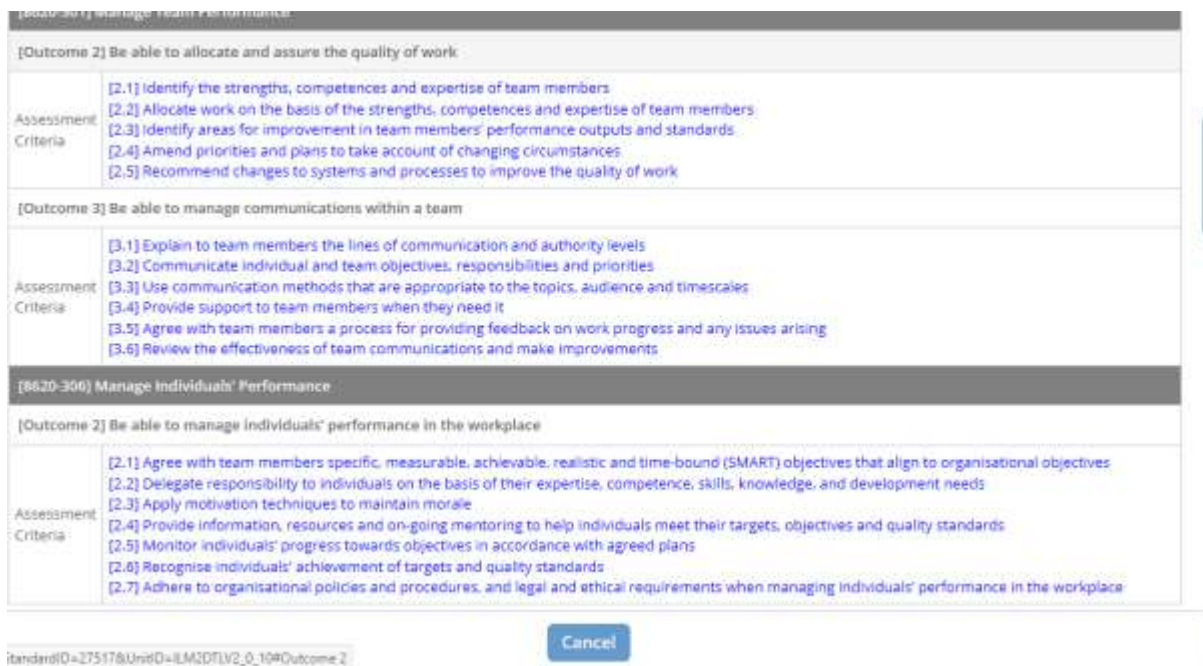 [8620-301] Manage Team Performance
[Outcome 2] Be able to allocate and assure the quality of work
Assessment Criteria
[2.1] Identify the strengths, competences and expertise of team members
[2.2] Allocate work on the basis of the strengths, competences and expertise of team members
[2.3] Identify areas for improvement in team members' performance outputs and standards
[2.4] Amend priorities and plans to take account of changing circumstances
[2.5] Recommend changes to systems and processes to improve the quality of work
[Outcome 3] Be able to manage communications within a team
Assessment Criteria
[3.1] Explain to team members the lines of communication and authority levels
[3.2] Communicate individual and team objectives, responsibilities and priorities
[3.3] Use communication methods that are appropriate to the topics, audience and timescales
[3.4] Provide support to team members when they need it
[3.5] Agree with team members a process for providing feedback on work progress and any issues arising
[3.6] Review the effectiveness of team communications and make improvements
[8620-306] Manage Individuals' Performance
[Outcome 2] Be able to manage individuals' performance in the workplace
Assessment Criteria
[2.1] Agree with team members specific, measurable, achievable, realistic and time-bound (SMART) objectives that align to organisational objectives
[2.2] Delegate responsibility to individuals on the basis of their expertise, competence, skills, knowledge, and development needs
[2.3] Apply motivation techniques to maintain morale
[2.4] Provide information, resources and on-going mentoring to help individuals meet their targets, objectives and quality standards
[2.5] Monitor individuals' progress towards objectives in accordance with agreed plans
[2.6] Recognise individuals' achievement of targets and quality standards
[2.7] Adhere to organisational policies and procedures, and legal and ethical requirements when managing individuals' performance in the workplace
Cancel